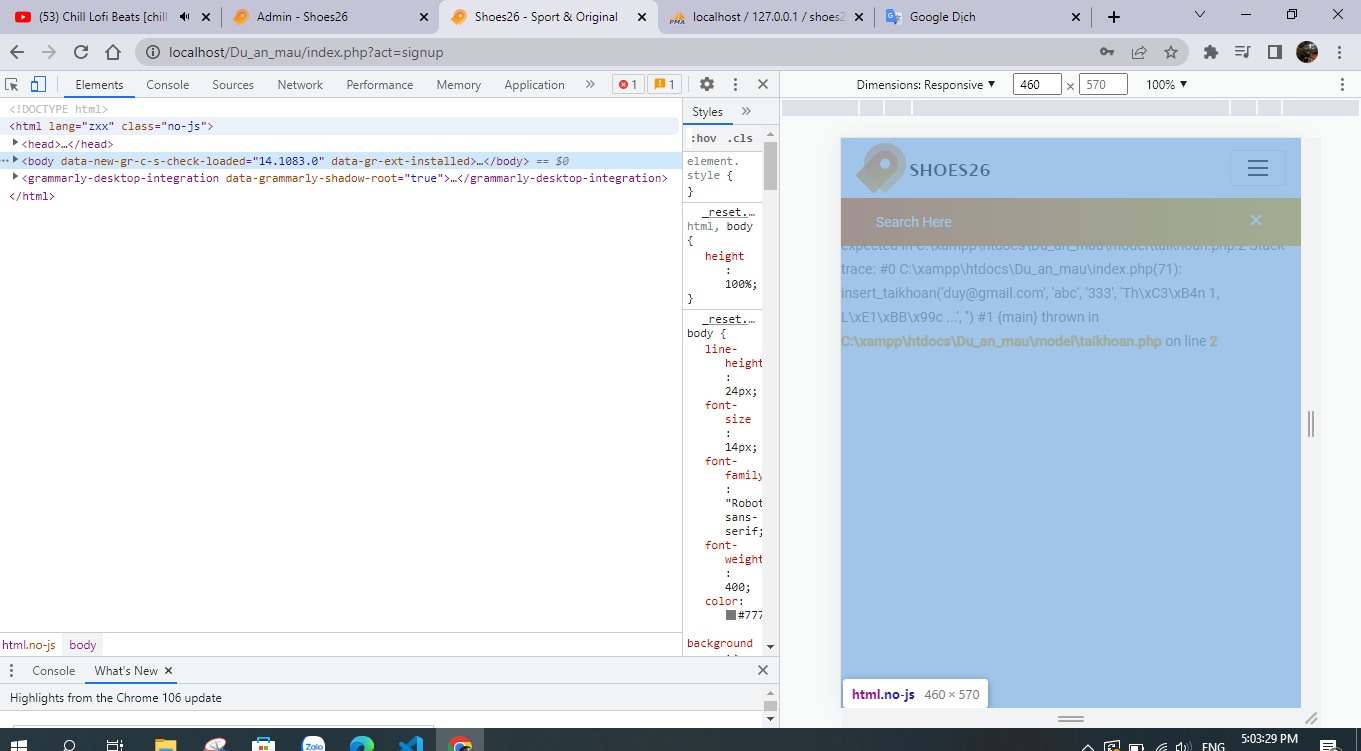 (53) Chill Lofi Beats [chill
Admin - Shoes26
Shoes26 - Sport & Original
localhost / 127.0.0.1 / shoes2
Google Dịch
localhost/Du_an_mau/index.php?act=signup
Elements
Console
Sources
Network
Performance
Memory
Application
1
1
Dimensions: Responsive
460
×
570
100%
<!DOCTYPE html>
<html lang="zxx" class="no-js">
<head>…</head>
<body data-new-gr-c-s-check-loaded="14.1083.0" data-gr-ext-installed>…</body> == $0
<grammarly-desktop-integration data-grammarly-shadow-root="true">…</grammarly-desktop-integration>
</html>
Styles
:hov .cls
element.
style {
}
_reset.…
html, body
{
height
:
100%;
}
_reset.…
body {
line-
height
:
24px;
font-
size
:
14px;
font-
family
:
"Robot
sans-
serif;
font-
weight
:
400;
color:
#777
background
SHOES26
Search Here
expected in C:\xampp\htdocs\Du_an_mau\model\taikhoan.php:2 Stack
trace: #0 C:\xampp\htdocs\Du_an_mau\index.php(71):
insert_taikhoan('duy@gmail.com', 'abc', '333', 'Th\xC3\xB4n 1,
L\xE1\xBB\x99c ...', '') #1 {main} thrown in
C:\xampp\htdocs\Du_an_mau\model\taikhoan.php on line 2
html.no-js 460 × 570
html.no-js
body
Console
What's New
Highlights from the Chrome 106 update
Zalo
ENG
5:03:29 PM